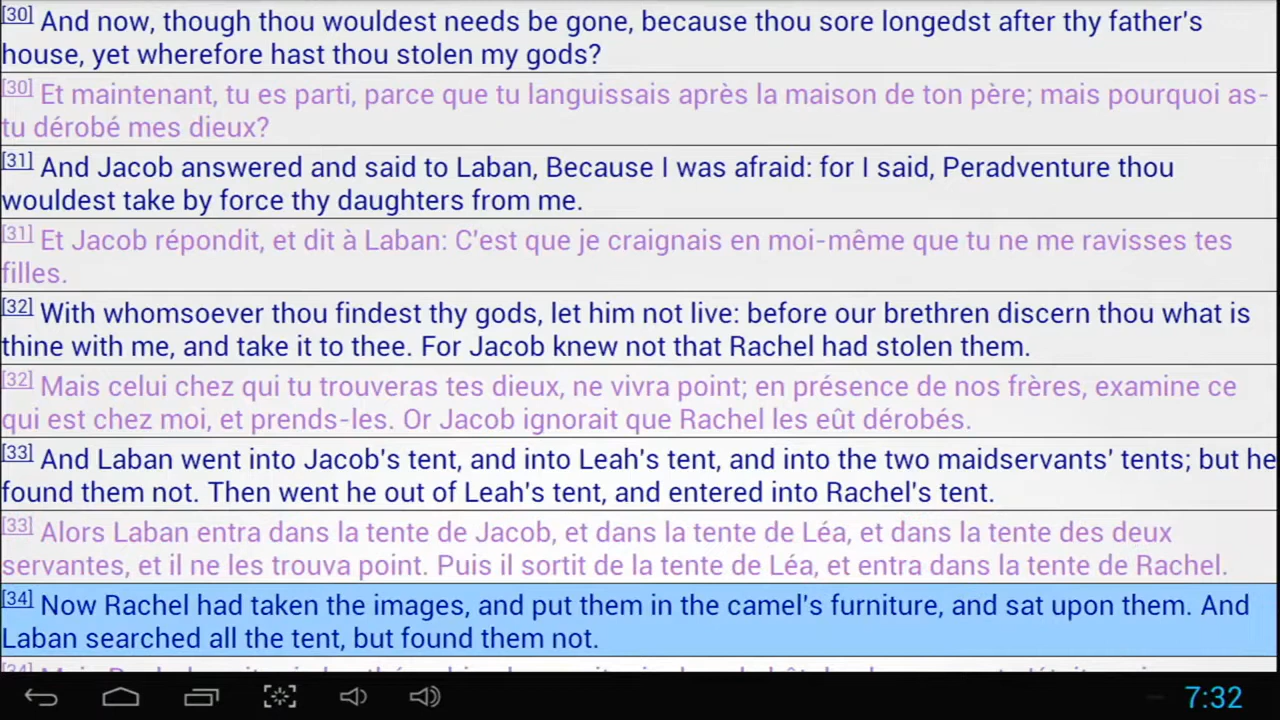 [30] And now, though thou wouldest needs be gone, because thou sore longedst after thy father's
house, yet wherefore hast thou stolen my gods?
[30] Et maintenant, tu es parti, parce que tu languissais après la maison de ton père; mais pourquoi as-
tu dérobé mes dieux?
[31] And Jacob answered and said to Laban, Because I was afraid: for I said, Peradventure thou
wouldest take by force thy daughters from me.
[31] Et Jacob répondit, et dit à Laban: C'est que je craignais en moi-même que tu ne me ravisses tes
filles.
[32] With whomsoever thou findest thy gods, let him not live: before our brethren discern thou what is
thine with me, and take it to thee. For Jacob knew not that Rachel had stolen them.
[32] Mais celui chez qui tu trouveras tes dieux, ne vivra point; en présence de nos frères, examine ce
qui est chez moi, et prends-les. Or Jacob ignorait que Rachel les eût dérobés.
[33] And Laban went into Jacob's tent, and into Leah's tent, and into the two maidservants' tents; but he
found them not. Then went he out of Leah's tent, and entered into Rachel's tent.
[33] Alors Laban entra dans la tente de Jacob, et dans la tente de Léa, et dans la tente des deux
servantes, et il ne les trouva point. Puis il sortit de la tente de Léa, et entra dans la tente de Rachel.
[34] Now Rachel had taken the images, and put them in the camel's furniture, and sat upon them. And
Laban searched all the tent, but found them not.
[34]
7:32